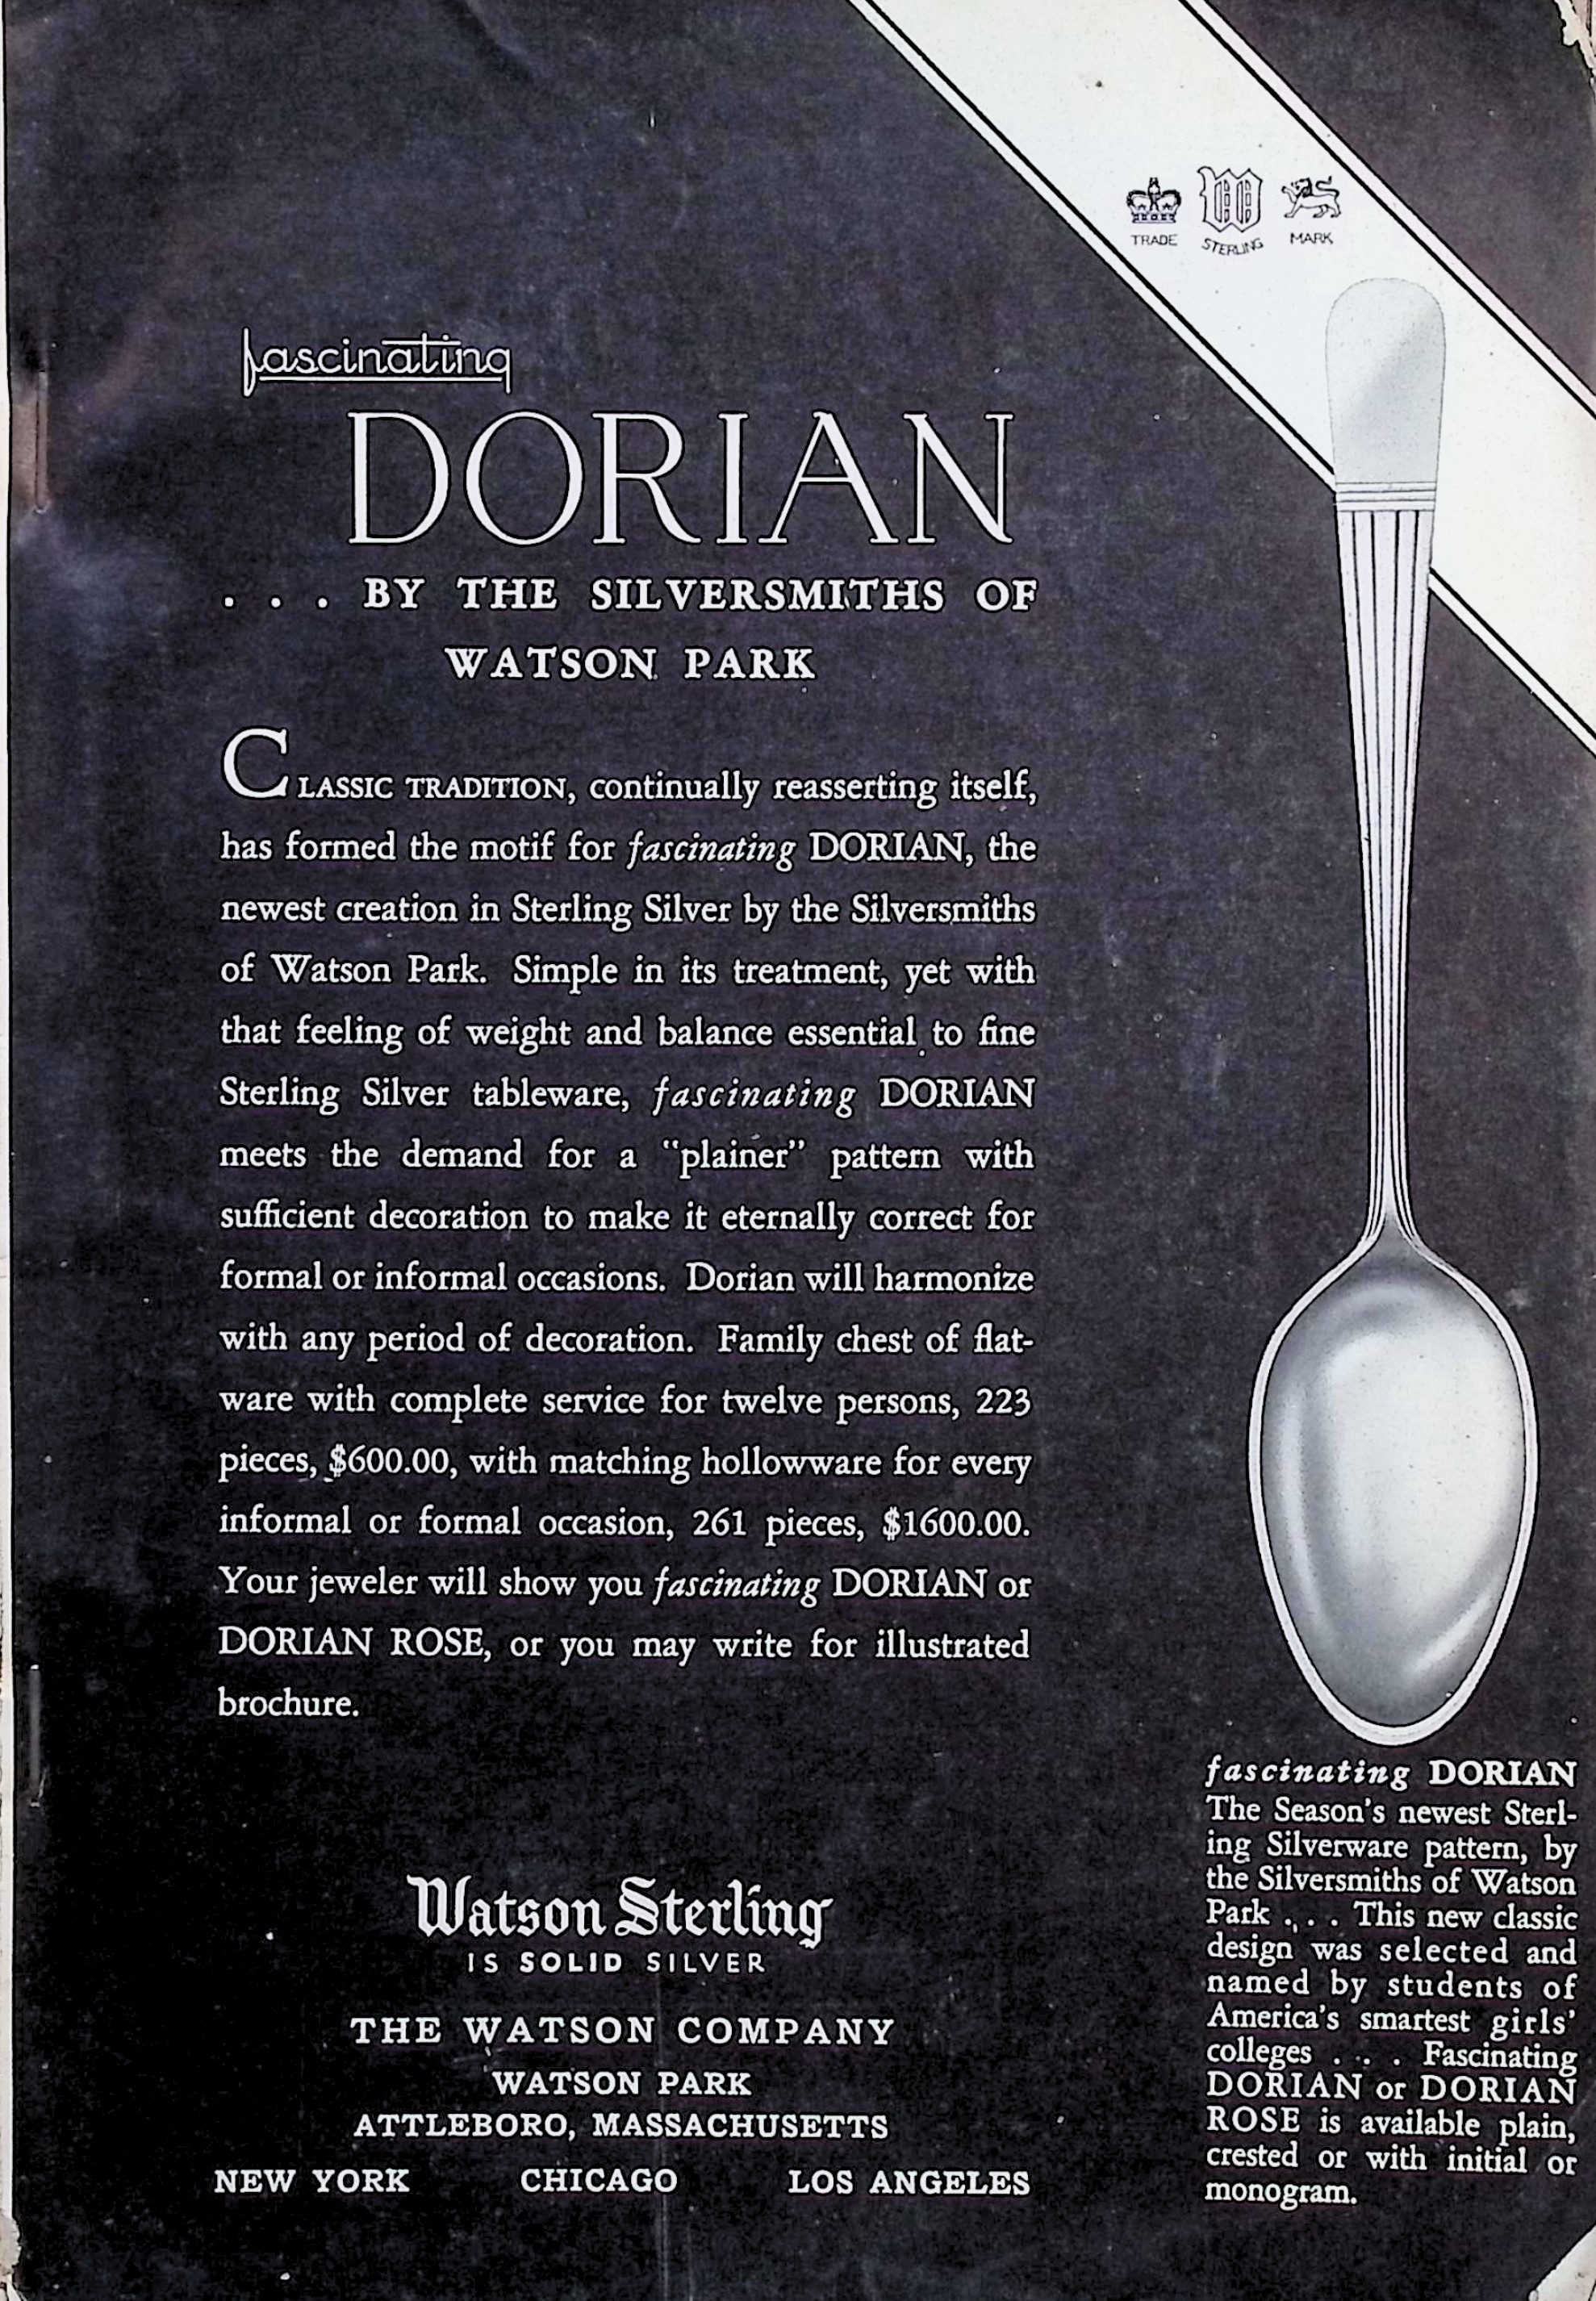 TRADE STERLING MARK
fascinating
DORIAN
. . . BY THE SILVERSMITHS OF
WATSON PARK
CLASSIC TRADITION, continually reasserting itself,
has formed the motif for fascinating DORIAN, the
newest creation in Sterling Silver by the Silversmiths
of Watson Park. Simple in its treatment, yet with
that feeling of weight and balance essential to fine
Sterling Silver tableware, fascinating DORIAN
meets the demand for a "plainer" pattern with
sufficient decoration to make it eternally correct for
formal or informal occasions. Dorian will harmonize
with any period of decoration. Family chest of flat-
ware with complete service for twelve persons, 223
pieces, $600.00, with matching hollowware for every
informal or formal occasion, 261 pieces, $1600.00.
Your jeweler will show you fascinating DORIAN or
DORIAN ROSE, or you may write for illustrated
brochure.
Watson Sterling
IS SOLID SILVER
THE WATSON COMPANY
WATSON PARK
ATTLEBORO, MASSACHUSETTS
NEW YORK CHICAGO LOS ANGELES
fascinating DORIAN
The Season's newest Sterl-
ing Silverware pattern, by
the Silversmiths of Watson
Park . . . This new classic
design was selected and
named by students of
America's smartest girls'
colleges . . . Fascinating
DORIAN or DORIAN
ROSE is available plain,
crested or with initial or
monogram.